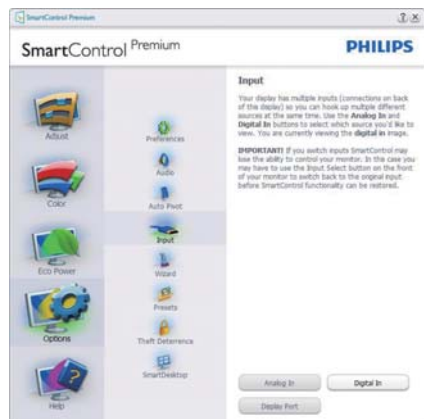 SmartControl Premium
SmartControl Premium
PHILIPS
Adjust
Color
Eco Power
Options
Help
Preferences
Audio
Auto Pivot
Input
Wizard
Presets
Theft Deterrence
SmartDesktop
Input
Your display has multiple inputs (connections on back
of the display) so you can hook up multiple different
sources at the same time. Use the Analog In and
Digital In buttons to select which source you'd like to
view. You are currently viewing the digital in image.
IMPORTANT! If you switch inputs SmartControl may
lose the ability to control your monitor. In the case you
may have to use the Input Select button on the front
of your monitor to switch back to the original input
before SmartControl functionality can be restored.
Analog In
Digital In
Display Port